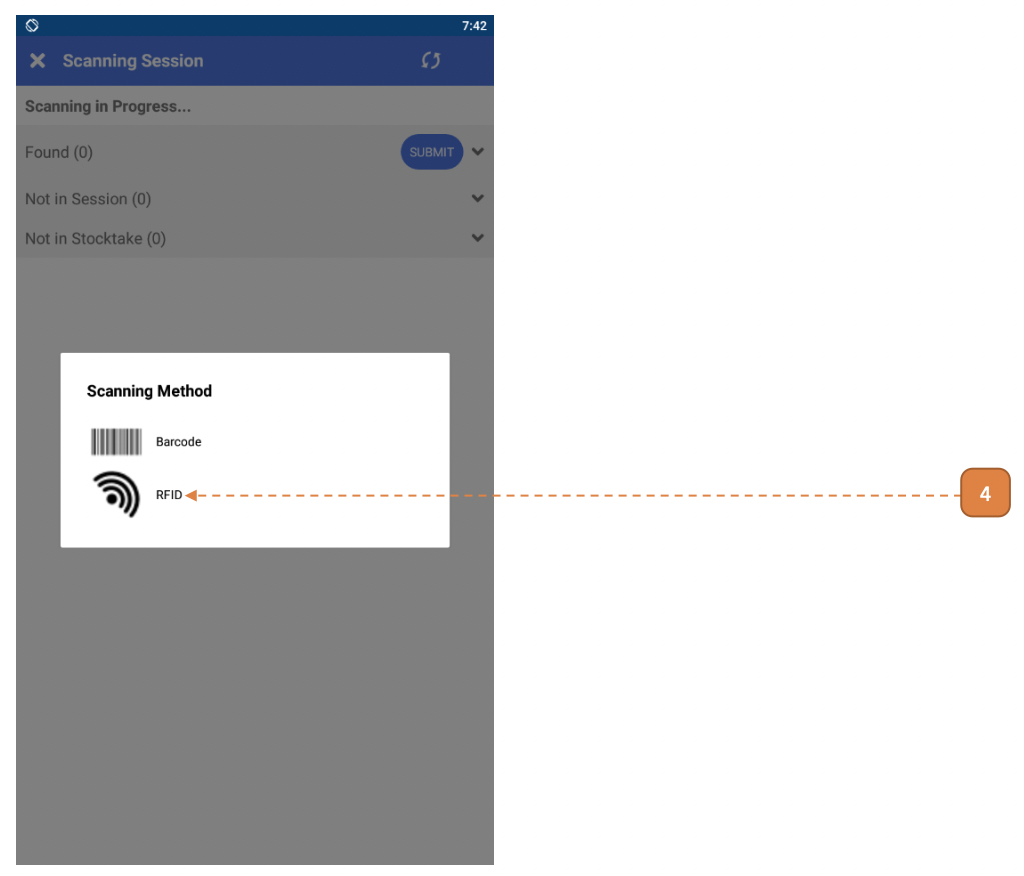 7:42
Scanning Session
Scanning in Progress...
Found (0) SUBMIT
Not in Session (0)
Not in Stocktake (0)
Scanning Method
Barcode
RFID 4